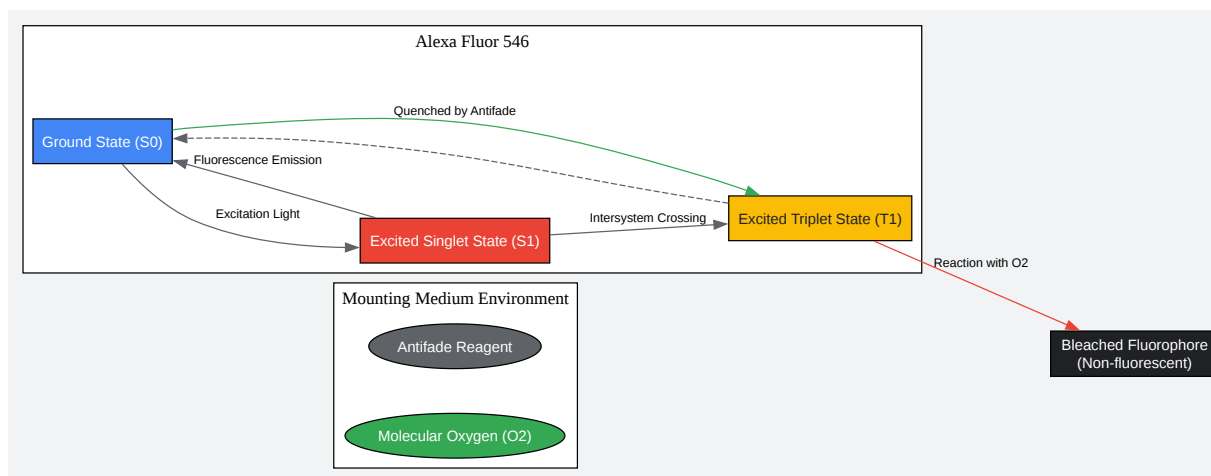 Alexa Fluor 546
Quenched by Antifade
Ground State (S0)
Fluorescence Emission
Excitation Light
Intersystem Crossing
Excited Triplet State (T1)
Excited Singlet State (S1)
Reaction with O2
Mounting Medium Environment
Antifade Reagent
Bleached Fluorophore
(Non-fluorescent)
Molecular Oxygen (O2)